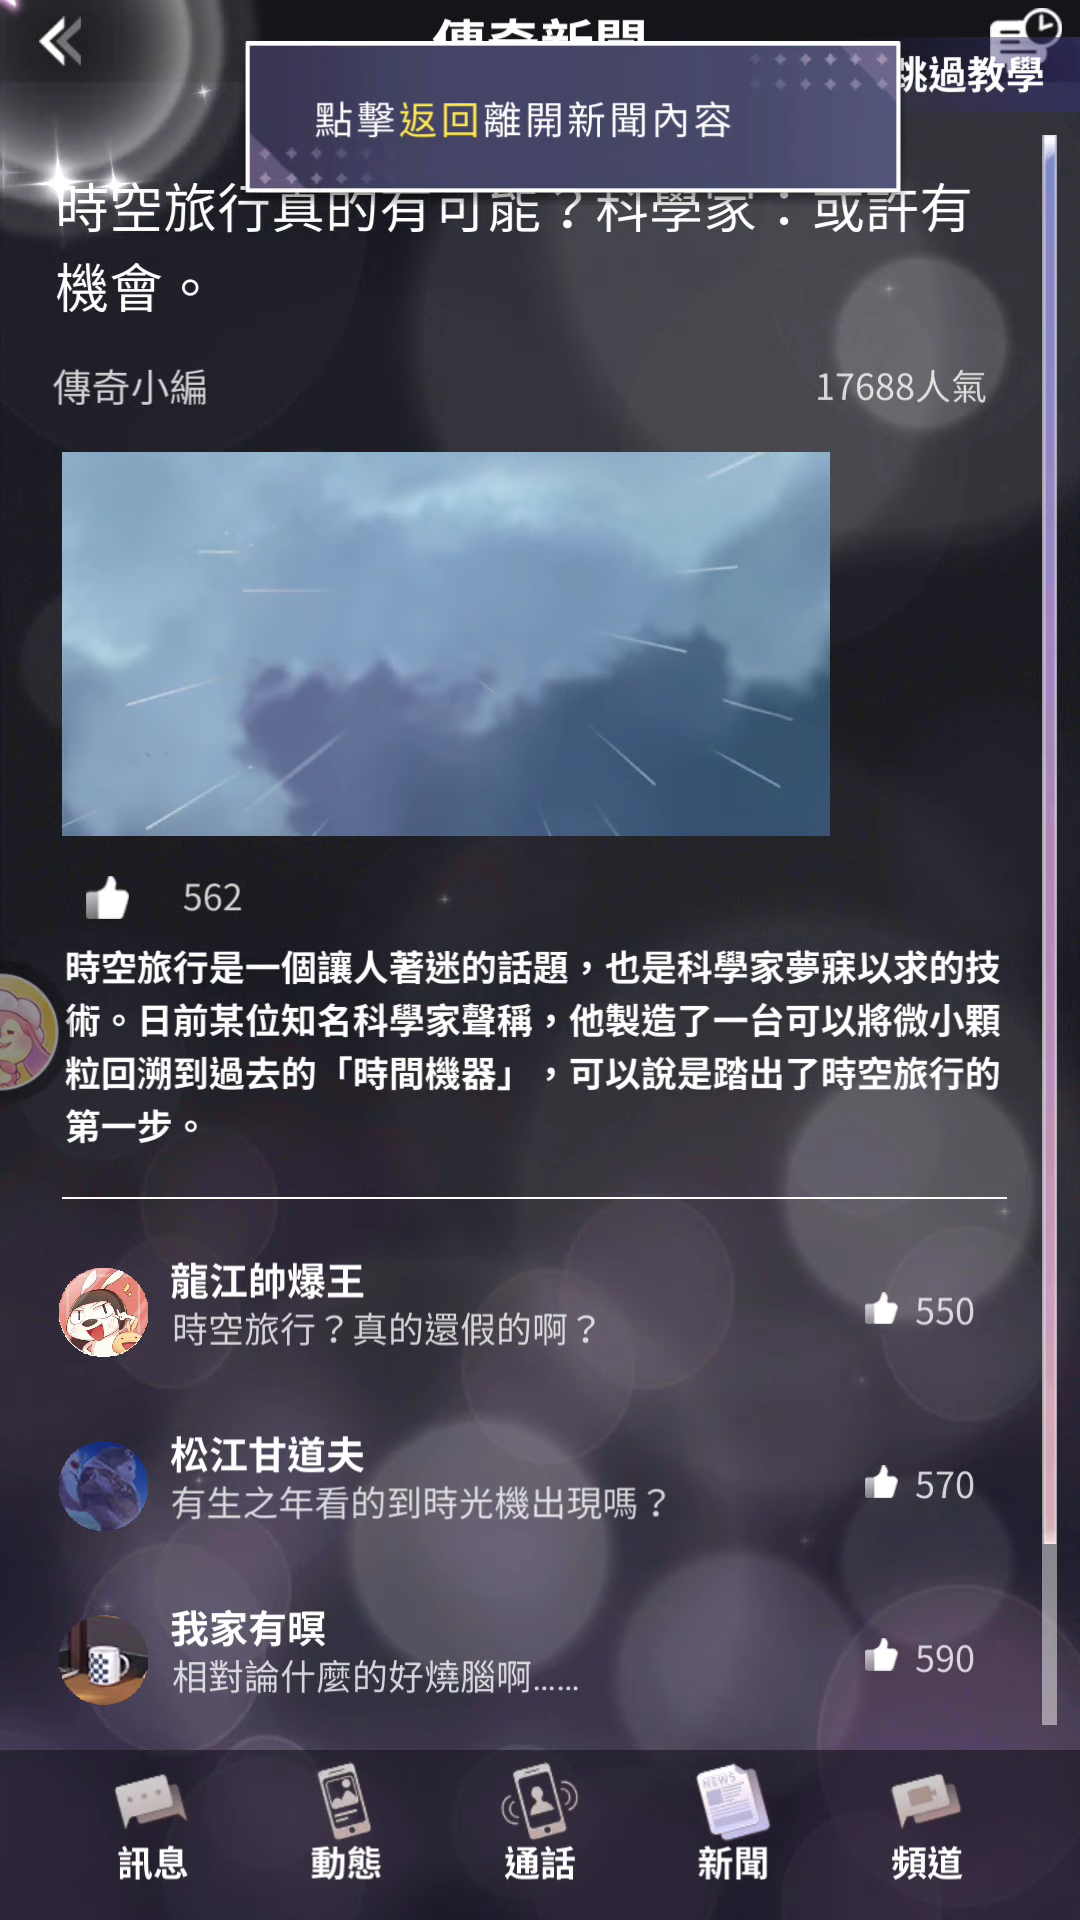 傳奇新聞
跳過教學
點擊返回離開新聞內容
時空旅行真的有可能？科學家：或許有
機會。
傳奇小編
17688人氣
562
時空旅行是一個讓人著迷的話題，也是科學家夢寐以求的技
術。日前某位知名科學家聲稱，他製造了一台可以將微小顆
粒回溯到過去的「時間機器」，可以說是踏出了時空旅行的
第一步。
龍江帥爆王
時空旅行？真的還假的啊？
550
松江甘道夫
有生之年看的到時光機出現嗎？
570
我家有暝
相對論什麼的好燒腦啊......
590
NEWS
訊息
動態
通話
新聞
頻道